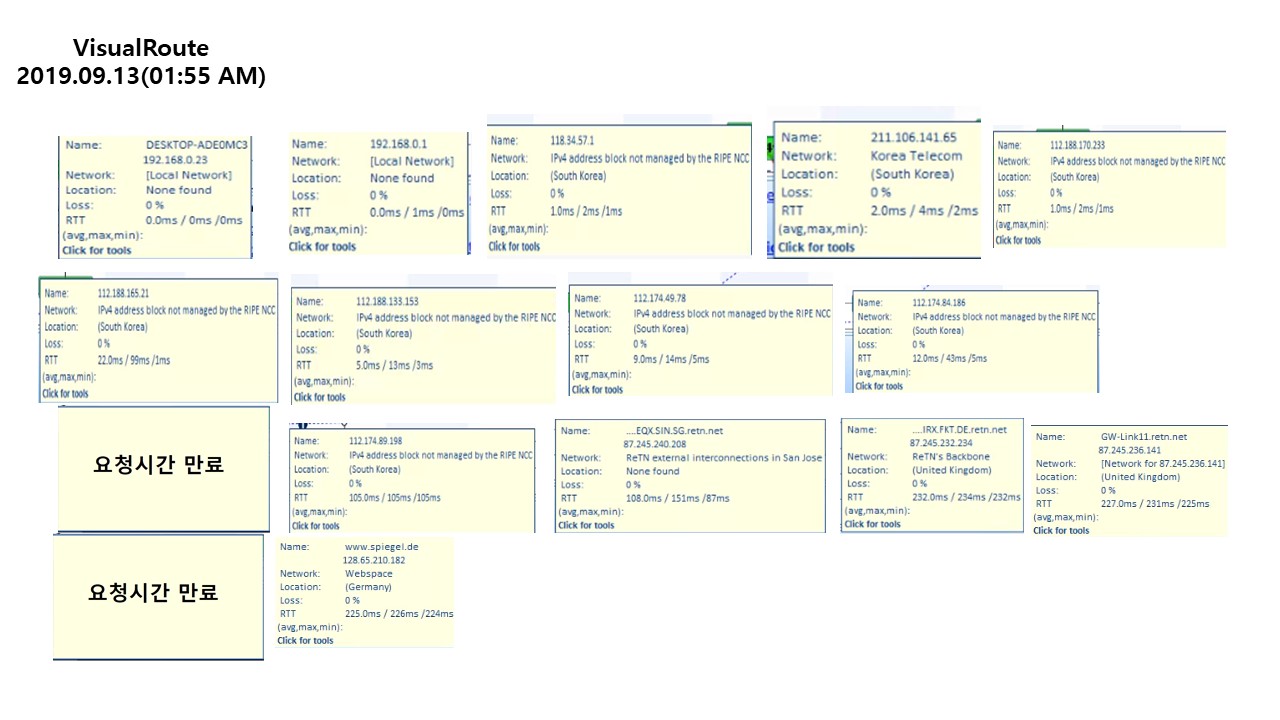 VisualRoute
2019.09.13(01:55 AM)
Name: DESKTOP-ADE0MC3
192.168.0.23
Network: [Local Network]
Location: None found
Loss: 0 %
RTT 0.0ms / 0ms /0ms
(avg,max,min):
Click for tools
Name: 192.168.0.1
Network: [Local Network]
Location: None found
Loss: 0 %
RTT 0.0ms / 1ms /0ms
(avg,max,min):
Click for tools
Name: 118.34.57.1
Network: IPv4 address block not managed by the RIPE NCC
Location: (South Korea)
Loss: 0 %
RTT 1.0ms / 2ms /1ms
(avg,max,min):
Click for tools
Name: 211.106.141.65
Network: Korea Telecom
Location: (South Korea)
Loss: 0 %
RTT 2.0ms / 4ms /2ms
(avg,max,min):
Click for tools
Name: 112.188.170.233
Network: IPv4 address block not managed by the RIPE NCC
Location: (South Korea)
Loss: 0 %
RTT 1.0ms / 2ms /1ms
(avg,max,min):
Click for tools
Name: 112.188.165.21
Network: IPv4 address block not managed by the RIPE NCC
Location: (South Korea)
Loss: 0 %
RTT 22.0ms / 99ms /1ms
(avg,max,min):
Click for tools
Name: 112.188.133.153
Network: IPv4 address block not managed by the RIPE NCC
Location: (South Korea)
Loss: 0 %
RTT 5.0ms / 13ms /3ms
(avg,max,min):
Click for tools
Name: 112.174.49.78
Network: IPv4 address block not managed by the RIPE NCC
Location: (South Korea)
Loss: 0 %
RTT 9.0ms / 14ms /5ms
(avg,max,min):
Click for tools
Name: 112.174.84.186
Network: IPv4 address block not managed by the RIPE NCC
Location: (South Korea)
Loss: 0 %
RTT 12.0ms / 43ms /5ms
(avg,max,min):
Click for tools
요청시간 만료
Name: 112.174.89.198
Network: IPv4 address block not managed by the RIPE NCC
Location: (South Korea)
Loss: 0 %
RTT 105.0ms / 105ms /105ms
(avg,max,min):
Click for tools
Name: ....EQX.SIN.SG.retn.net
87.245.240.208
Network: ReTN external interconnections in San Jose
Location: None found
Loss: 0 %
RTT 108.0ms / 151ms /87ms
(avg,max,min):
Click for tools
Name: ....IRX.FKT.DE.retn.net
87.245.232.234
Network: ReTN's Backbone
Location: (United Kingdom)
Loss: 0 %
RTT 232.0ms / 234ms /232ms
(avg,max,min):
Click for tools
Name: GW-Link11.retn.net
87.245.236.141
Network: [Network for 87.245.236.141]
Location: (United Kingdom)
Loss: 0 %
RTT 227.0ms / 231ms /225ms
(avg,max,min):
Click for tools
요청시간 만료
Name: www.spiegel.de
128.65.210.182
Network: Webspace
Location: (Germany)
Loss: 0 %
RTT 225.0ms / 226ms /224ms
(avg,max,min):
Click for tools